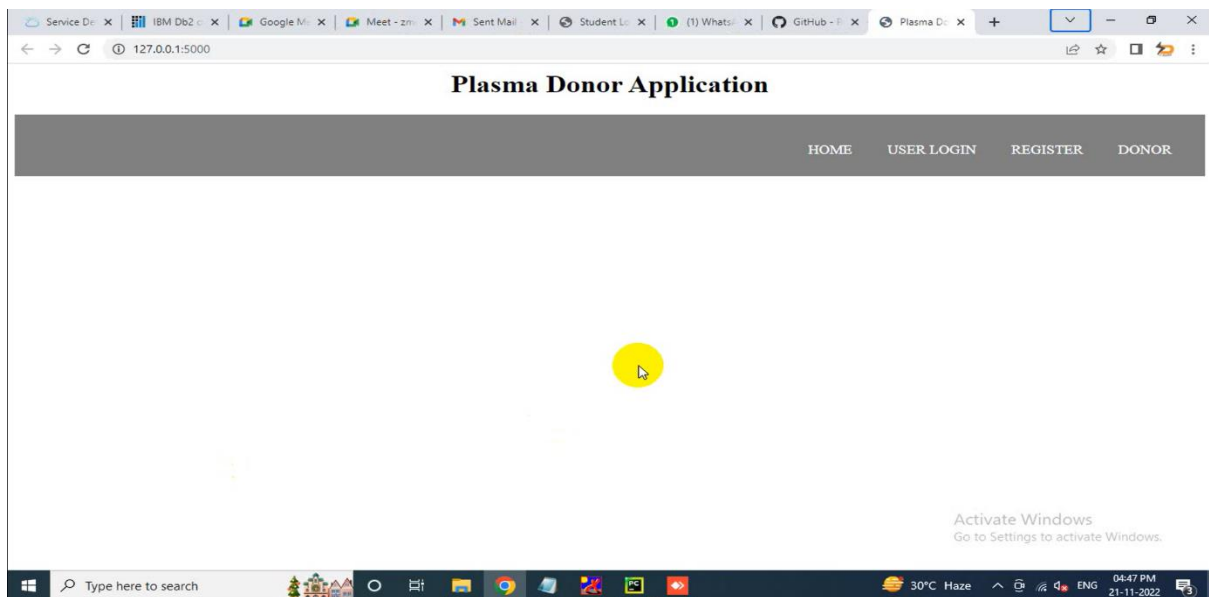 Service De
IBM Db2 c
Google Me
Meet - zm
Sent Mail
Student Lo
(1) Whats
GitHub - R
Plasma Do
127.0.0.1:5000
Plasma Donor Application
HOME USER LOGIN REGISTER DONOR
Activate Windows
Go to Settings to activate Windows.
Type here to search
30°C Haze
ENG
04:47 PM
21-11-2022